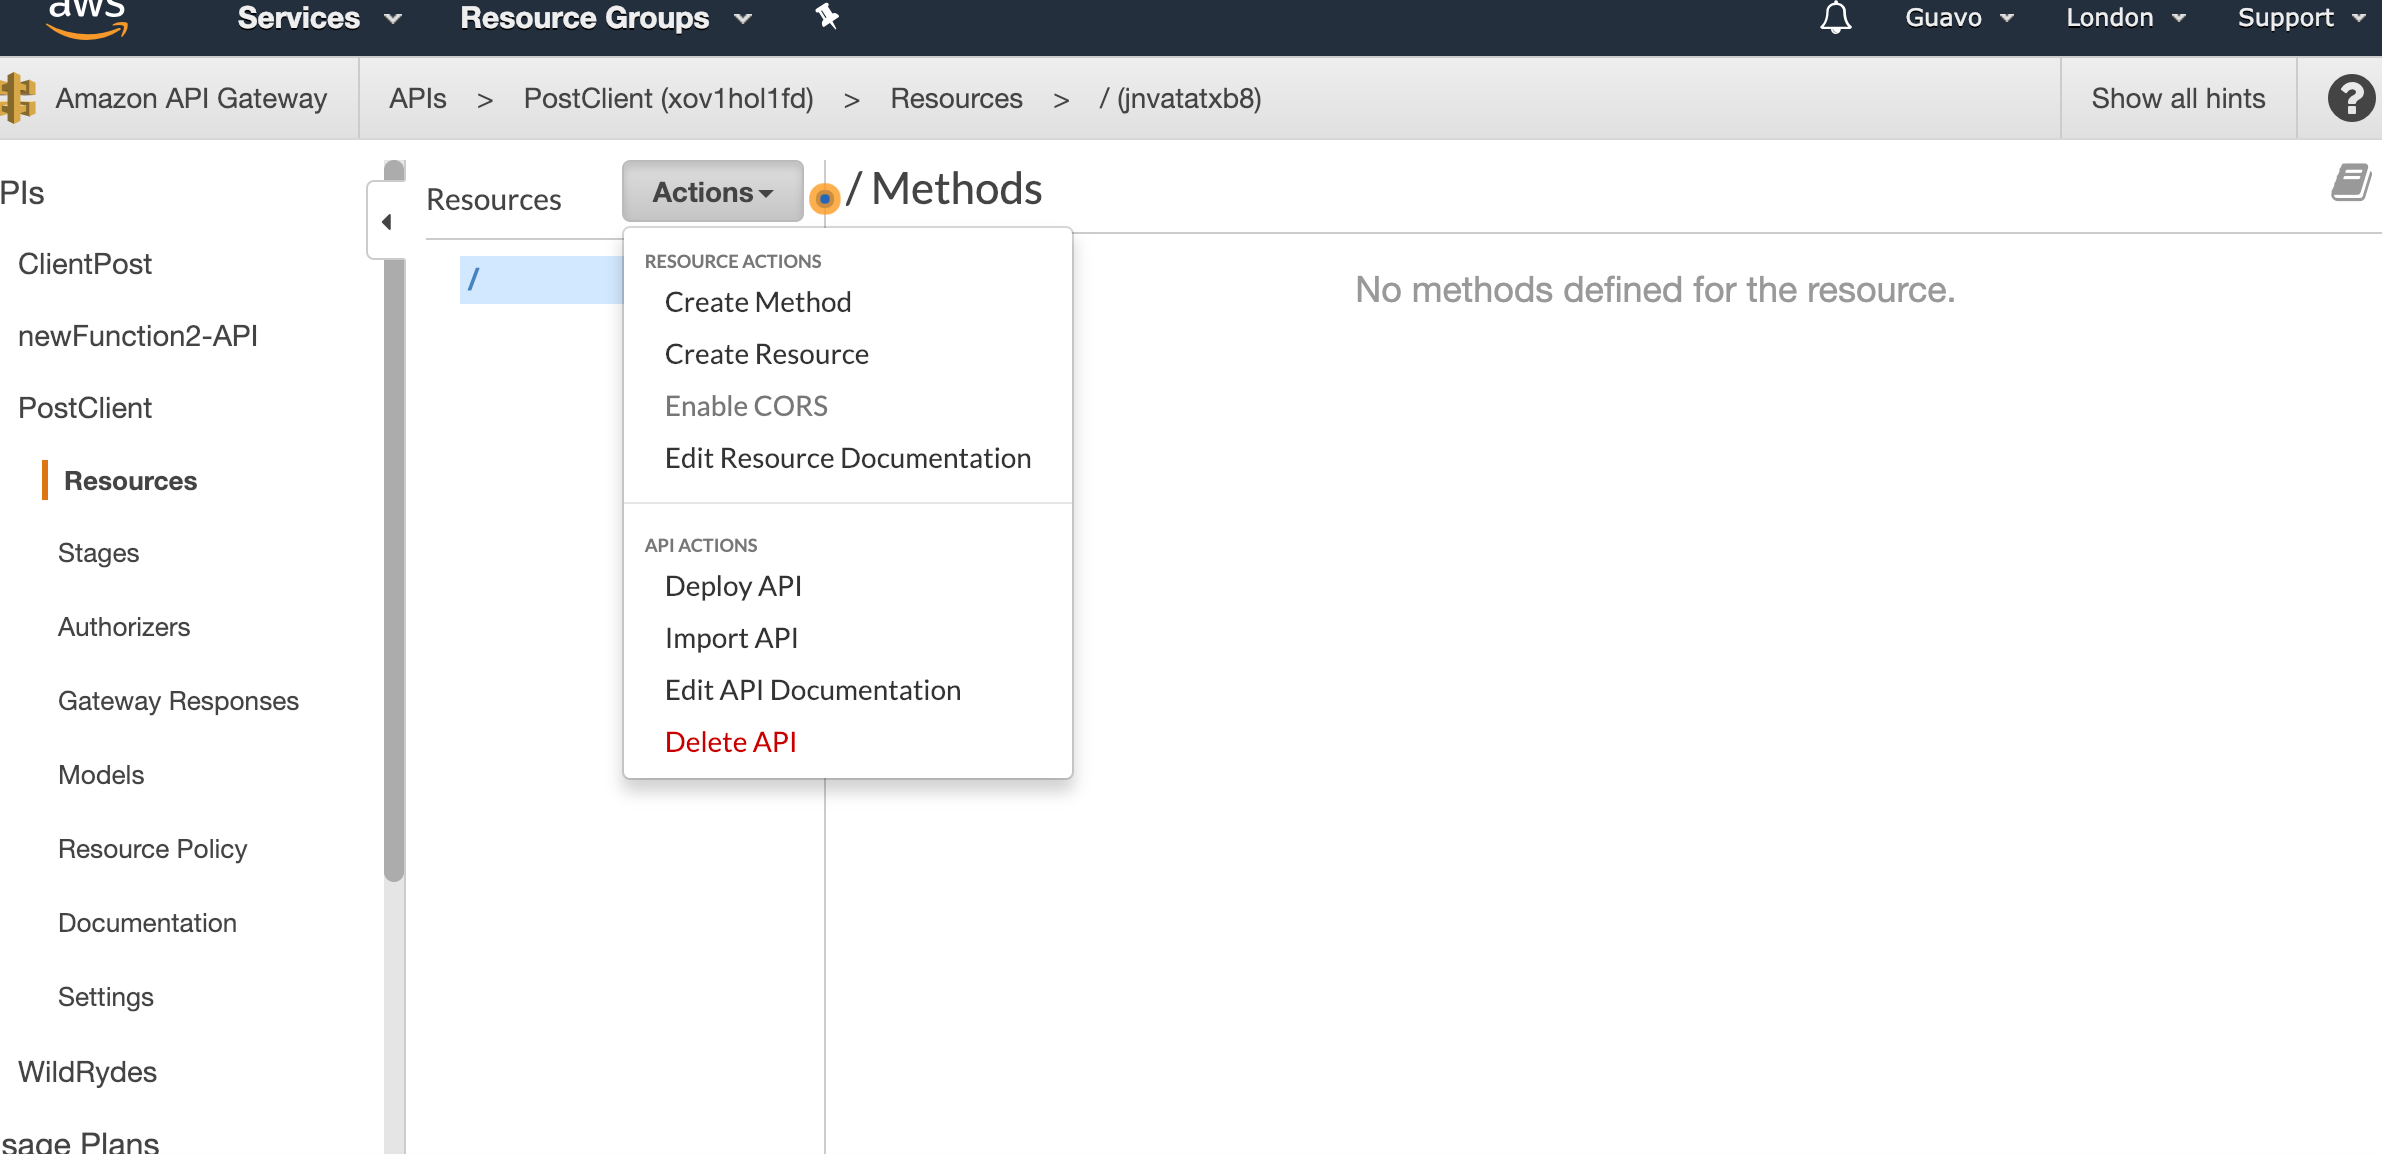 aws Services Resource Groups Guavo London Support
Amazon API Gateway APIs > PostClient (xov1hol1fd) > Resources > / (jnvatatxb8) Show all hints ?
PIs
ClientPost
newFunction2-API
PostClient
Resources
Stages
Authorizers
Gateway Responses
Models
Resource Policy
Documentation
Settings
WildRydes
sage Plans
Resources
Actions
/
RESOURCE ACTIONS
Create Method
Create Resource
Enable CORS
Edit Resource Documentation
API ACTIONS
Deploy API
Import API
Edit API Documentation
Delete API
/ Methods
No methods defined for the resource.